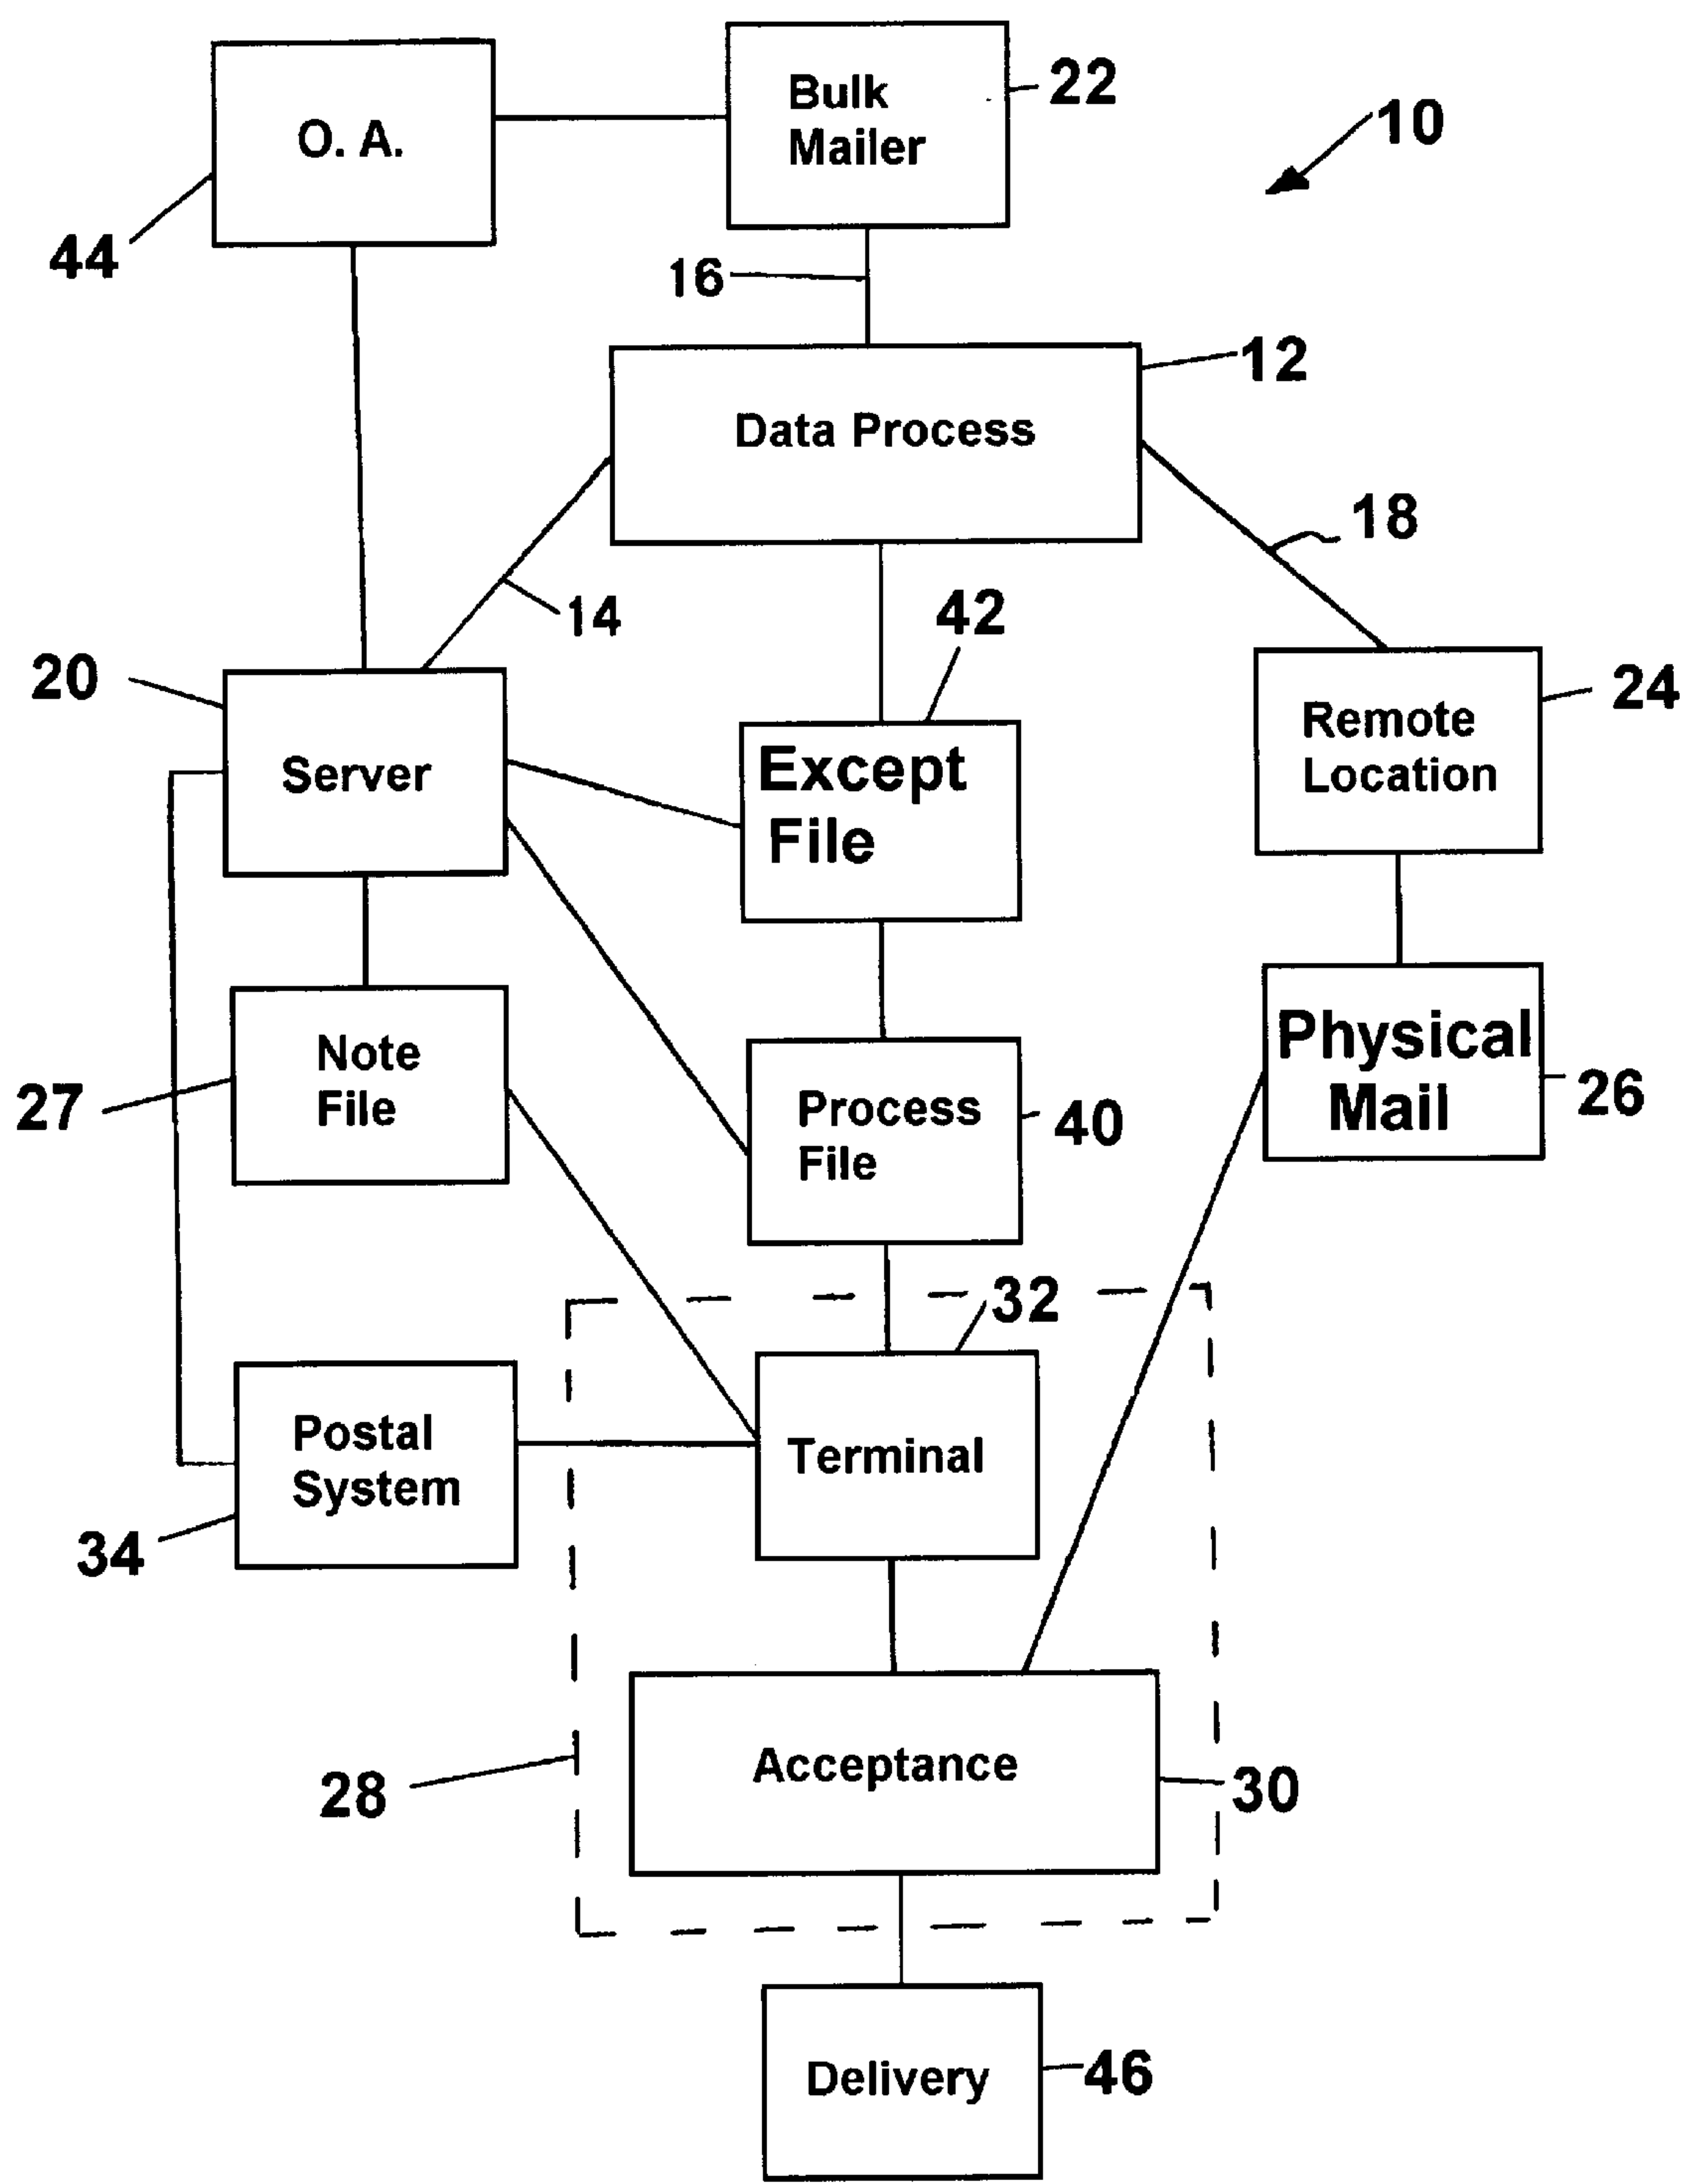 O. A.
Bulk
Mailer
22
10
44
16
12
Data Process
18
14
42
20
Server
Except
File
Remote
Location
24
Note
File
27
Process
File
40
Physical
Mail
26
32
Postal
System
34
Terminal
28
Acceptance
30
Delivery
46